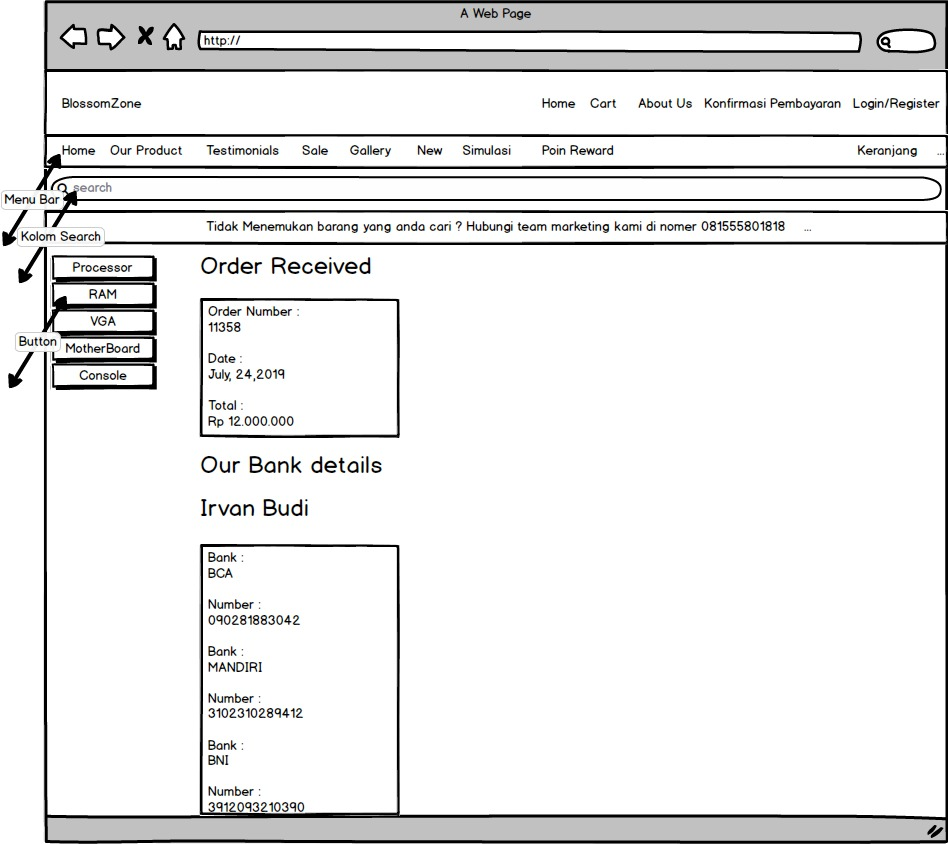 A Web Page
http://
BlossomZone Home Cart About Us Konfirmasi Pembayaran Login/Register
Home Our Product Testimonials Sale Gallery New Simulasi Poin Reward Keranjang ...
search
Menu Bar
Tidak Menemukan barang yang anda cari ? Hubungi team marketing kami di nomer 081555801818 ...
Kolom Search
Processor
RAM
VGA
Button
MotherBoard
Console
Order Received
Order Number :
11358
Date :
July, 24,2019
Total :
Rp 12.000.000
Our Bank details
Irvan Budi
Bank :
BCA
Number :
090281883042
Bank :
MANDIRI
Number :
3102310289412
Bank :
BNI
Number :
3912093210390